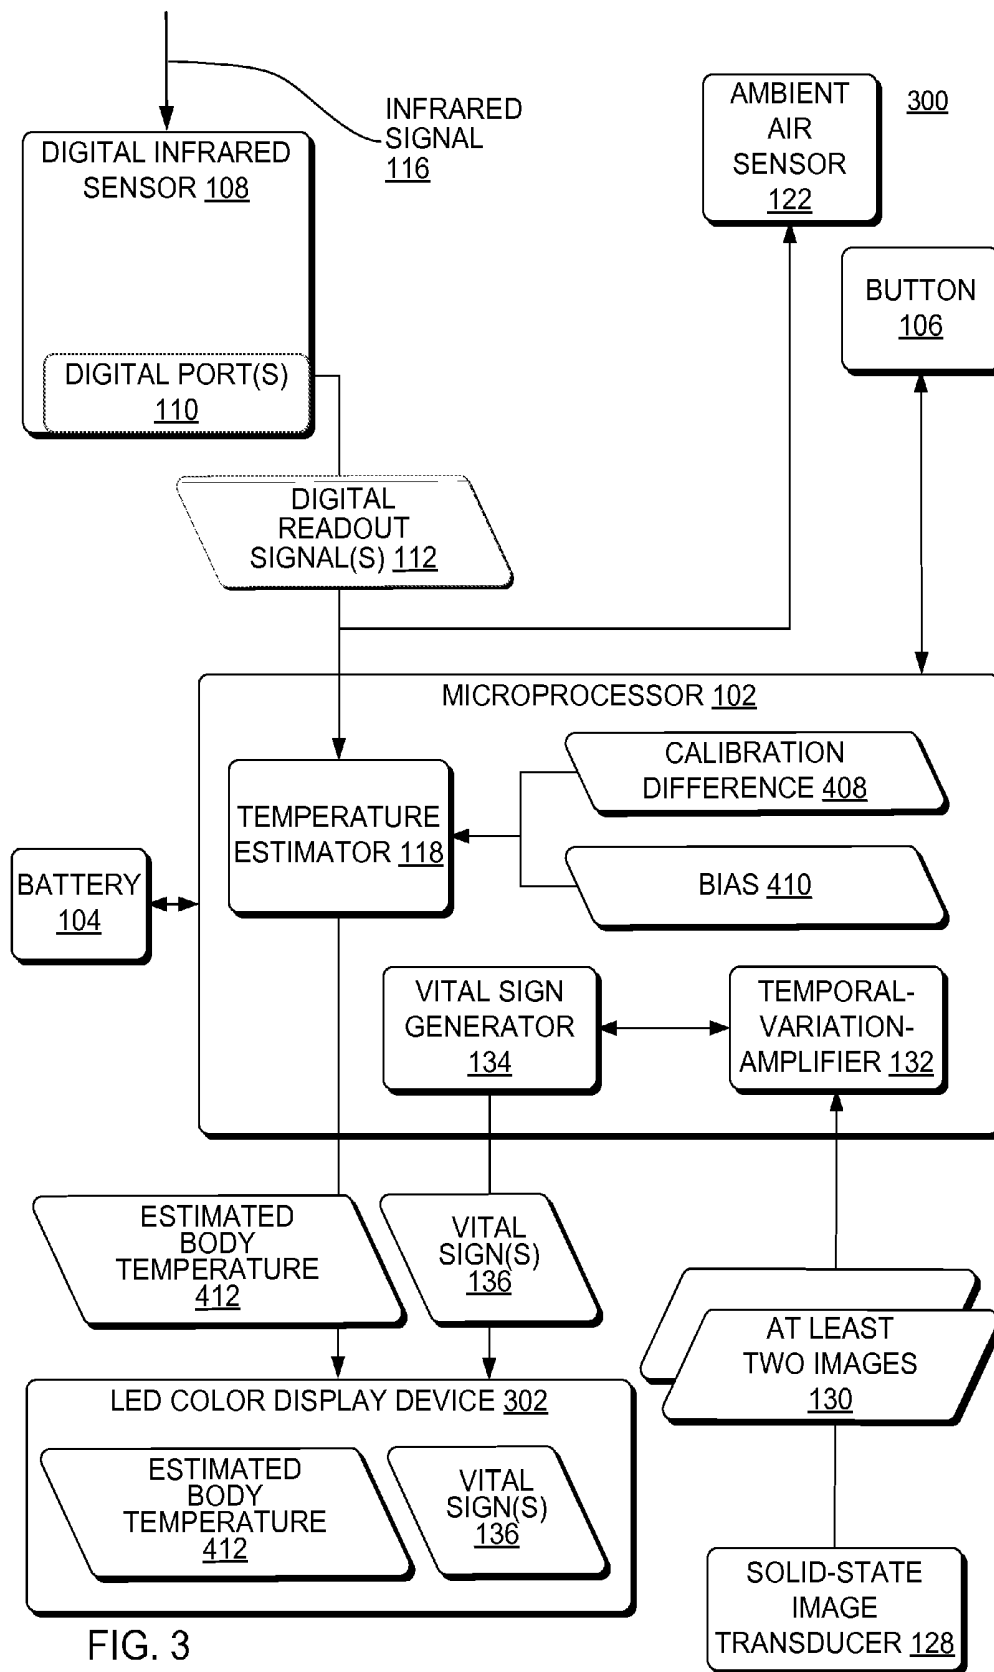 INFRARED
SIGNAL
116
AMBIENT
AIR
SENSOR
122
300
DIGITAL INFRARED
SENSOR 108
BUTTON
106
DIGITAL PORT(S)
110
DIGITAL
READOUT
SIGNAL(S) 112
MICROPROCESSOR 102
CALIBRATION
DIFFERENCE 408
TEMPERATURE
ESTIMATOR 118
BIAS 410
BATTERY
104
VITAL SIGN
GENERATOR
134
TEMPORAL-
VARIATION-
AMPLIFIER 132
ESTIMATED
BODY
TEMPERATURE
412
VITAL
SIGN(S)
136
AT LEAST
TWO IMAGES
130
LED COLOR DISPLAY DEVICE 302
ESTIMATED
BODY
TEMPERATURE
412
VITAL
SIGN(S)
136
SOLID-STATE
IMAGE
TRANSDUCER 128
FIG. 3